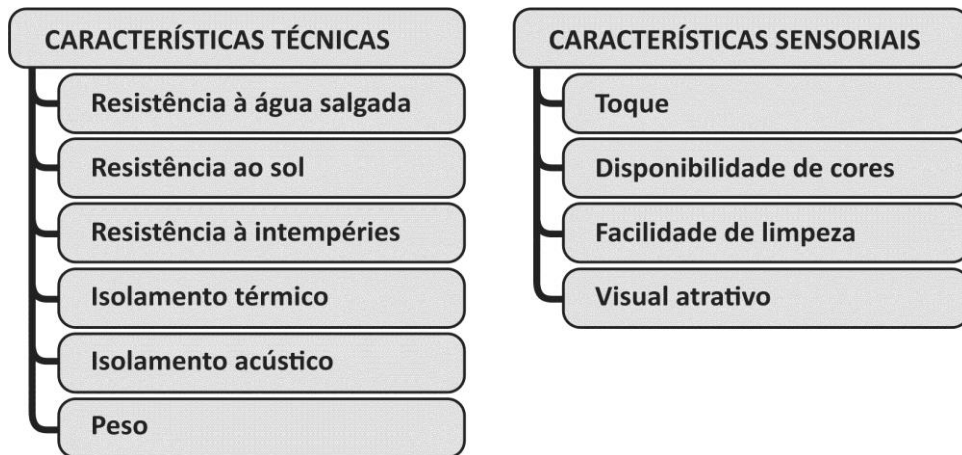 CARACTERÍSTICAS TÉCNICAS
Resistência à água salgada
Resistência ao sol
Resistência à intempéries
Isolamento térmico
Isolamento acústico
Peso
CARACTERÍSTICAS SENSORIAIS
Toque
Disponibilidade de cores
Facilidade de limpeza
Visual atrativo